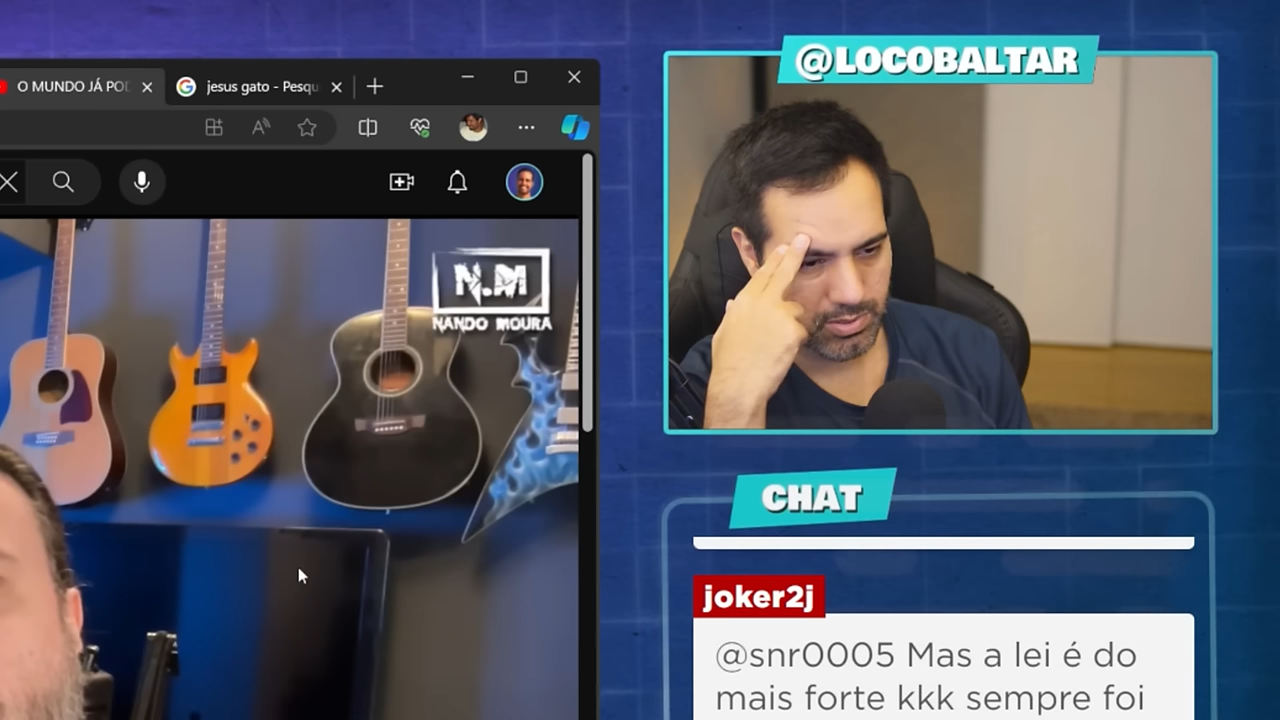 @LOCOBALTAR
O MUNDO JÁ POD
jesus gato - Pesqu
N.M
NANDO MOURA
CHAT
joker2j
@snr0005 Mas a lei é do
mais forte kkk sempre foi